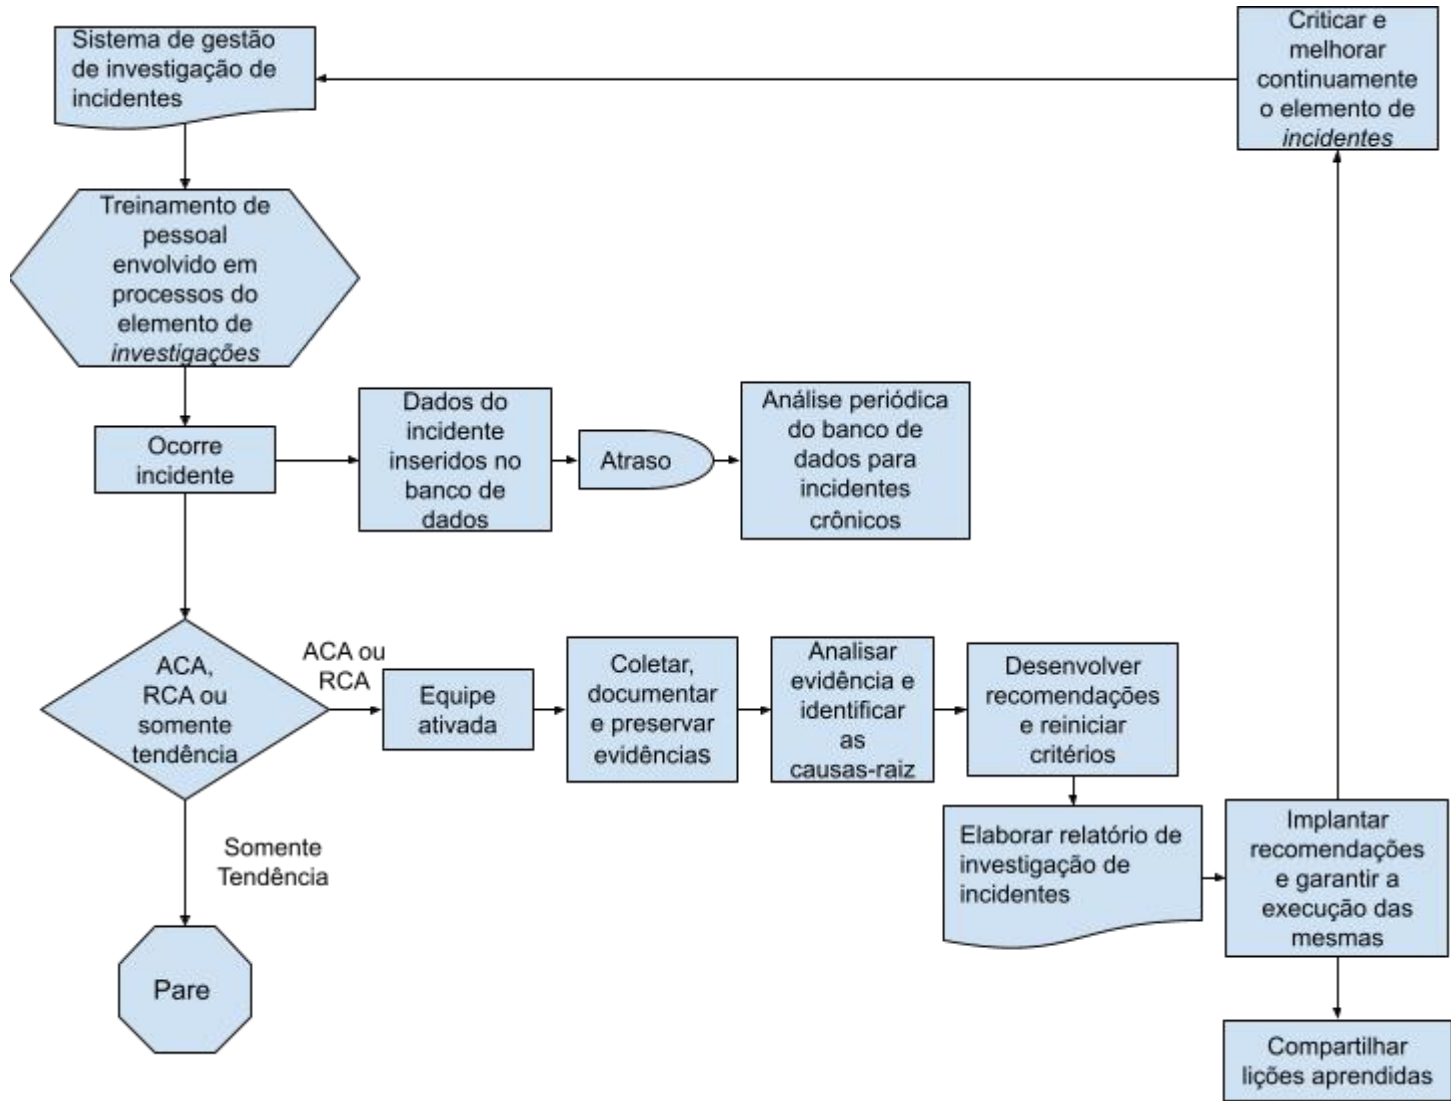 Sistema de gestão
de investigação de
incidentes
Criticar e
melhorar
continuamente
o elemento de
incidentes
Treinamento de
pessoal
envolvido em
processos do
elemento de
investigações
Ocorre
incidente
Dados do
incidente
inseridos no
banco de
dados
Atraso
Análise periódica
do banco de
dados para
incidentes
crônicos
ACA,
RCA ou
somente
tendência
ACA ou
RCA
Equipe
ativada
Coletar,
documentar
e preservar
evidências
Analisar
evidência e
identificar
as
causas-raiz
Desenvolver
recomendações
e reiniciar
critérios
Elaborar relatório de
investigação de
incidentes
Implantar
recomendações
e garantir a
execução das
mesmas
Somente
Tendência
Pare
Compartilhar
lições aprendidas